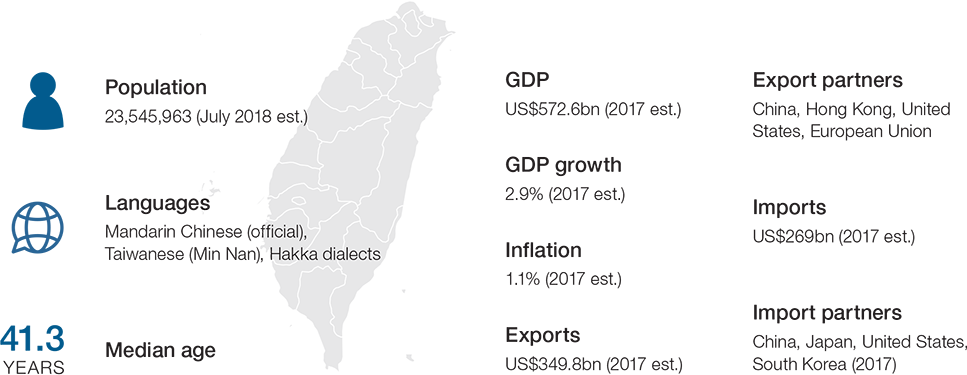 Population
23,545,963 (July 2018 est.)
Languages
Mandarin Chinese (official),
Taiwanese (Min Nan), Hakka dialects
41.3
YEARS
Median age
GDP
US$572.6bn (2017 est.)
GDP growth
2.9% (2017 est.)
Inflation
1.1% (2017 est.)
Exports
US$349.8bn (2017 est.)
Export partners
China, Hong Kong, United
States, European Union
Imports
US$269bn (2017 est.)
Import partners
China, Japan, United States,
South Korea (2017)